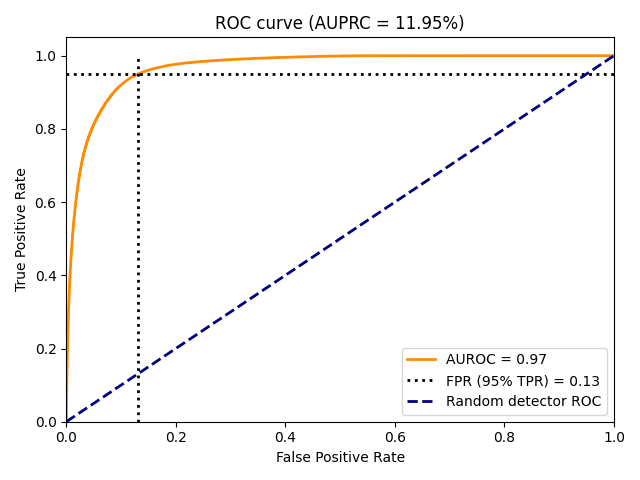 ROC curve (AUPRC = 11.95%)
1.0
0.8
0.6
0.4
0.2
0.0
True Positive Rate
AUROC = 0.97
FPR (95% TPR) = 0.13
Random detector ROC
0.0 0.2 0.4 0.6 0.8 1.0
False Positive Rate